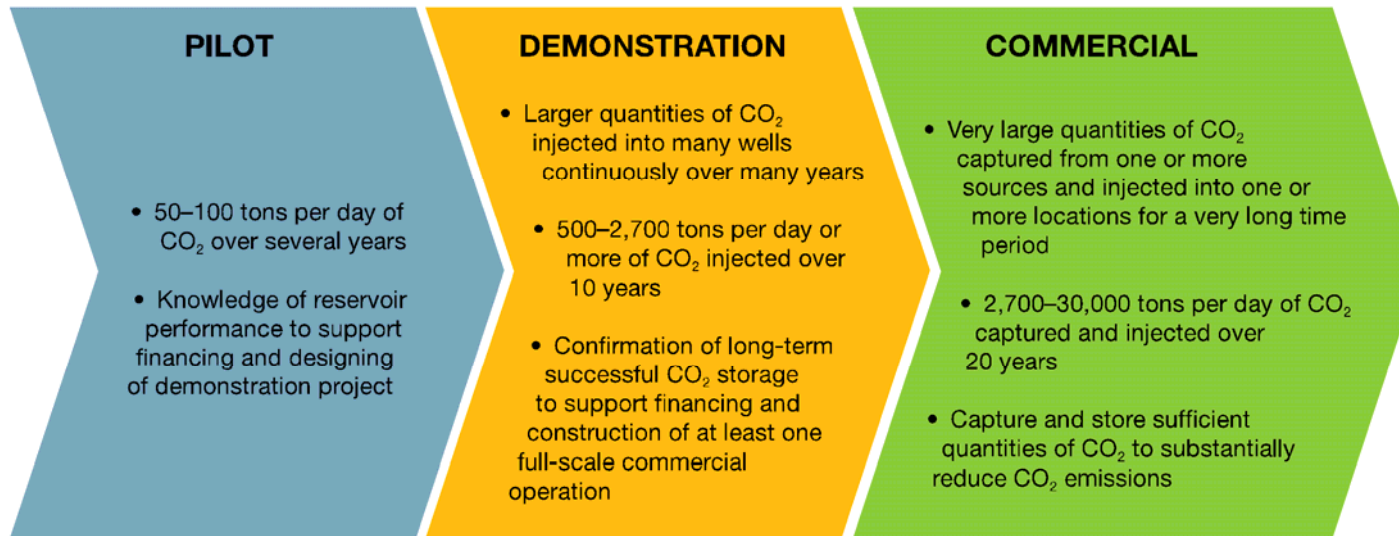 PILOT
• 50–100 tons per day of
CO₂ over several years
• Knowledge of reservoir
performance to support
financing and designing
of demonstration project
DEMONSTRATION
• Larger quantities of CO₂
injected into many wells
continuously over many years
• 500–2,700 tons per day or
more of CO₂ injected over
10 years
• Confirmation of long-term
successful CO₂ storage
to support financing and
construction of at least one
full-scale commercial
operation
COMMERCIAL
• Very large quantities of CO₂
captured from one or more
sources and injected into one or
more locations for a very long time
period
• 2,700–30,000 tons per day of CO₂
captured and injected over
20 years
• Capture and store sufficient
quantities of CO₂ to substantially
reduce CO₂ emissions